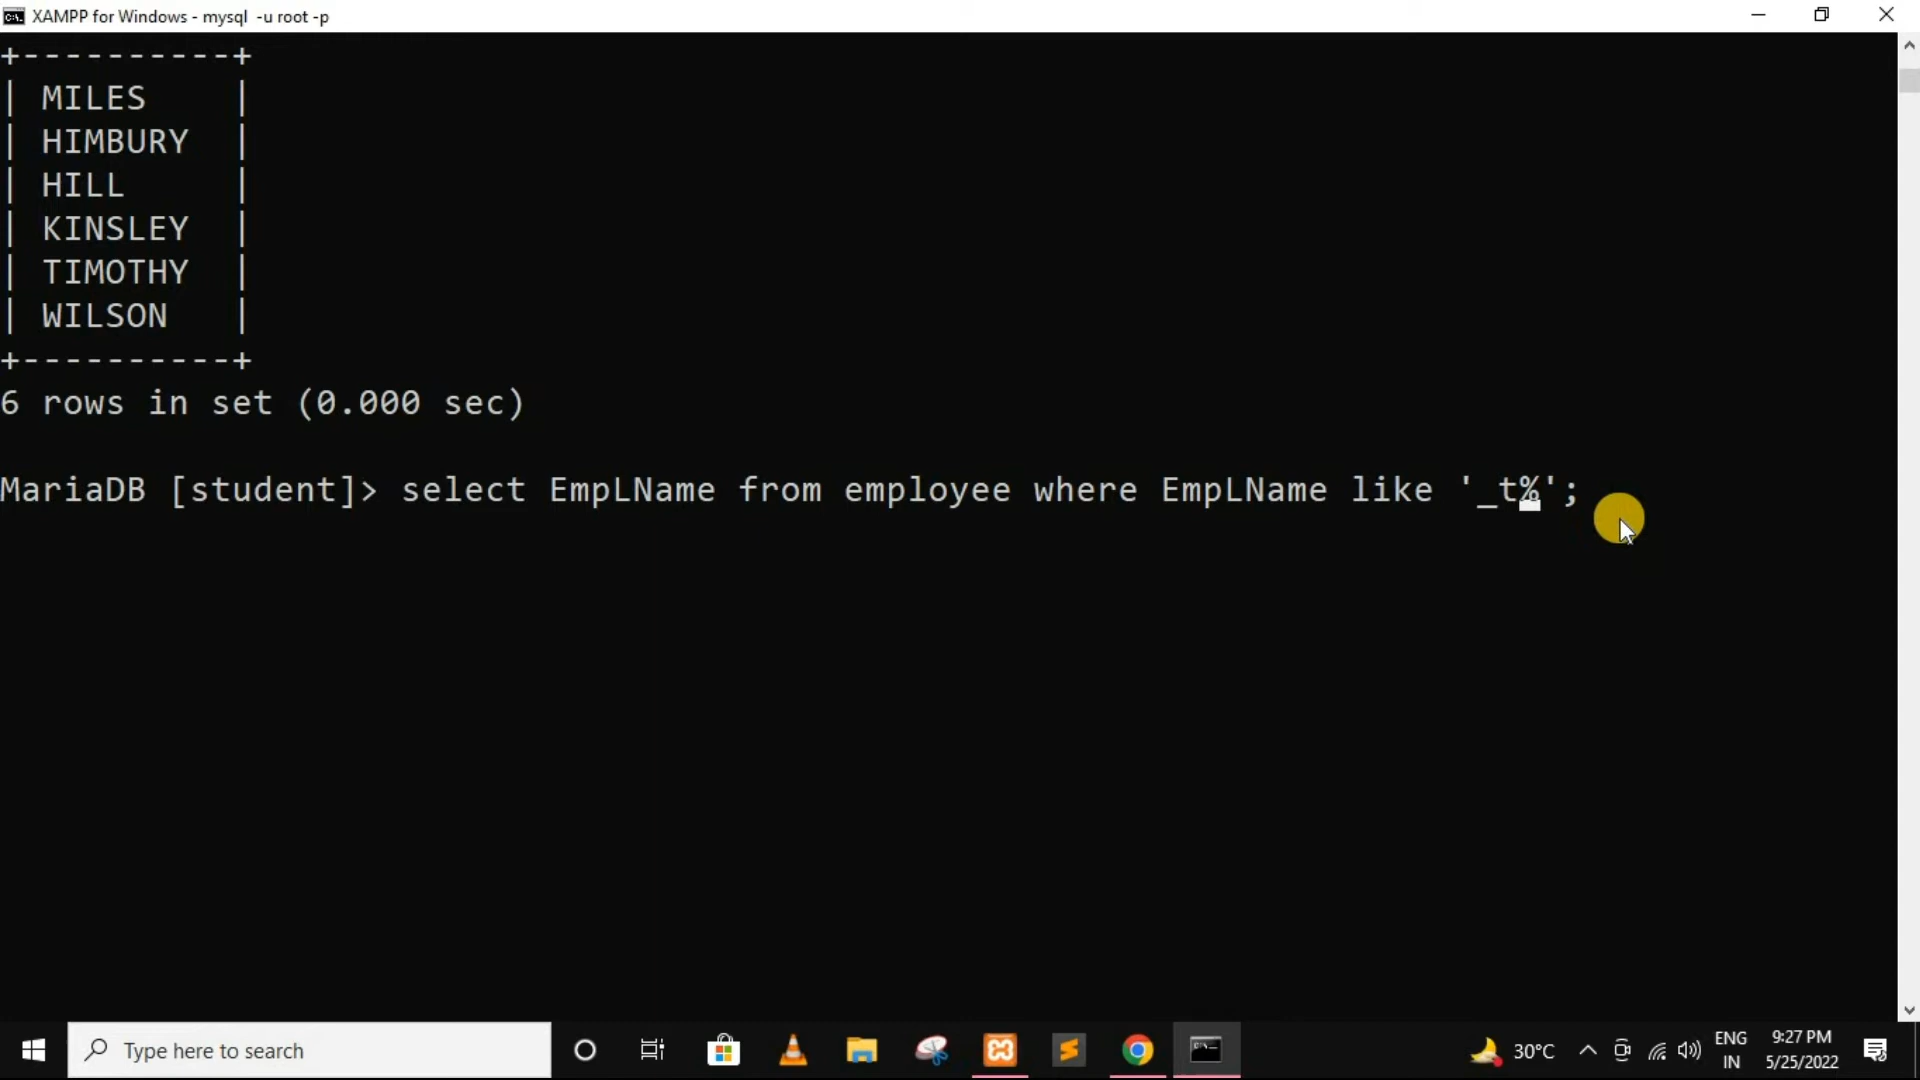 XAMPP for Windows - mysql -u root -p
+----------+
| MILES    |
| HIMBURY  |
| HILL     |
| KINSLEY  |
| TIMOTHY  |
| WILSON   |
+----------+
6 rows in set (0.000 sec)
MariaDB [student]> select EmpLName from employee where EmpLName like '_t%';
Type here to search
30°C
ENG
IN
9:27 PM
5/25/2022